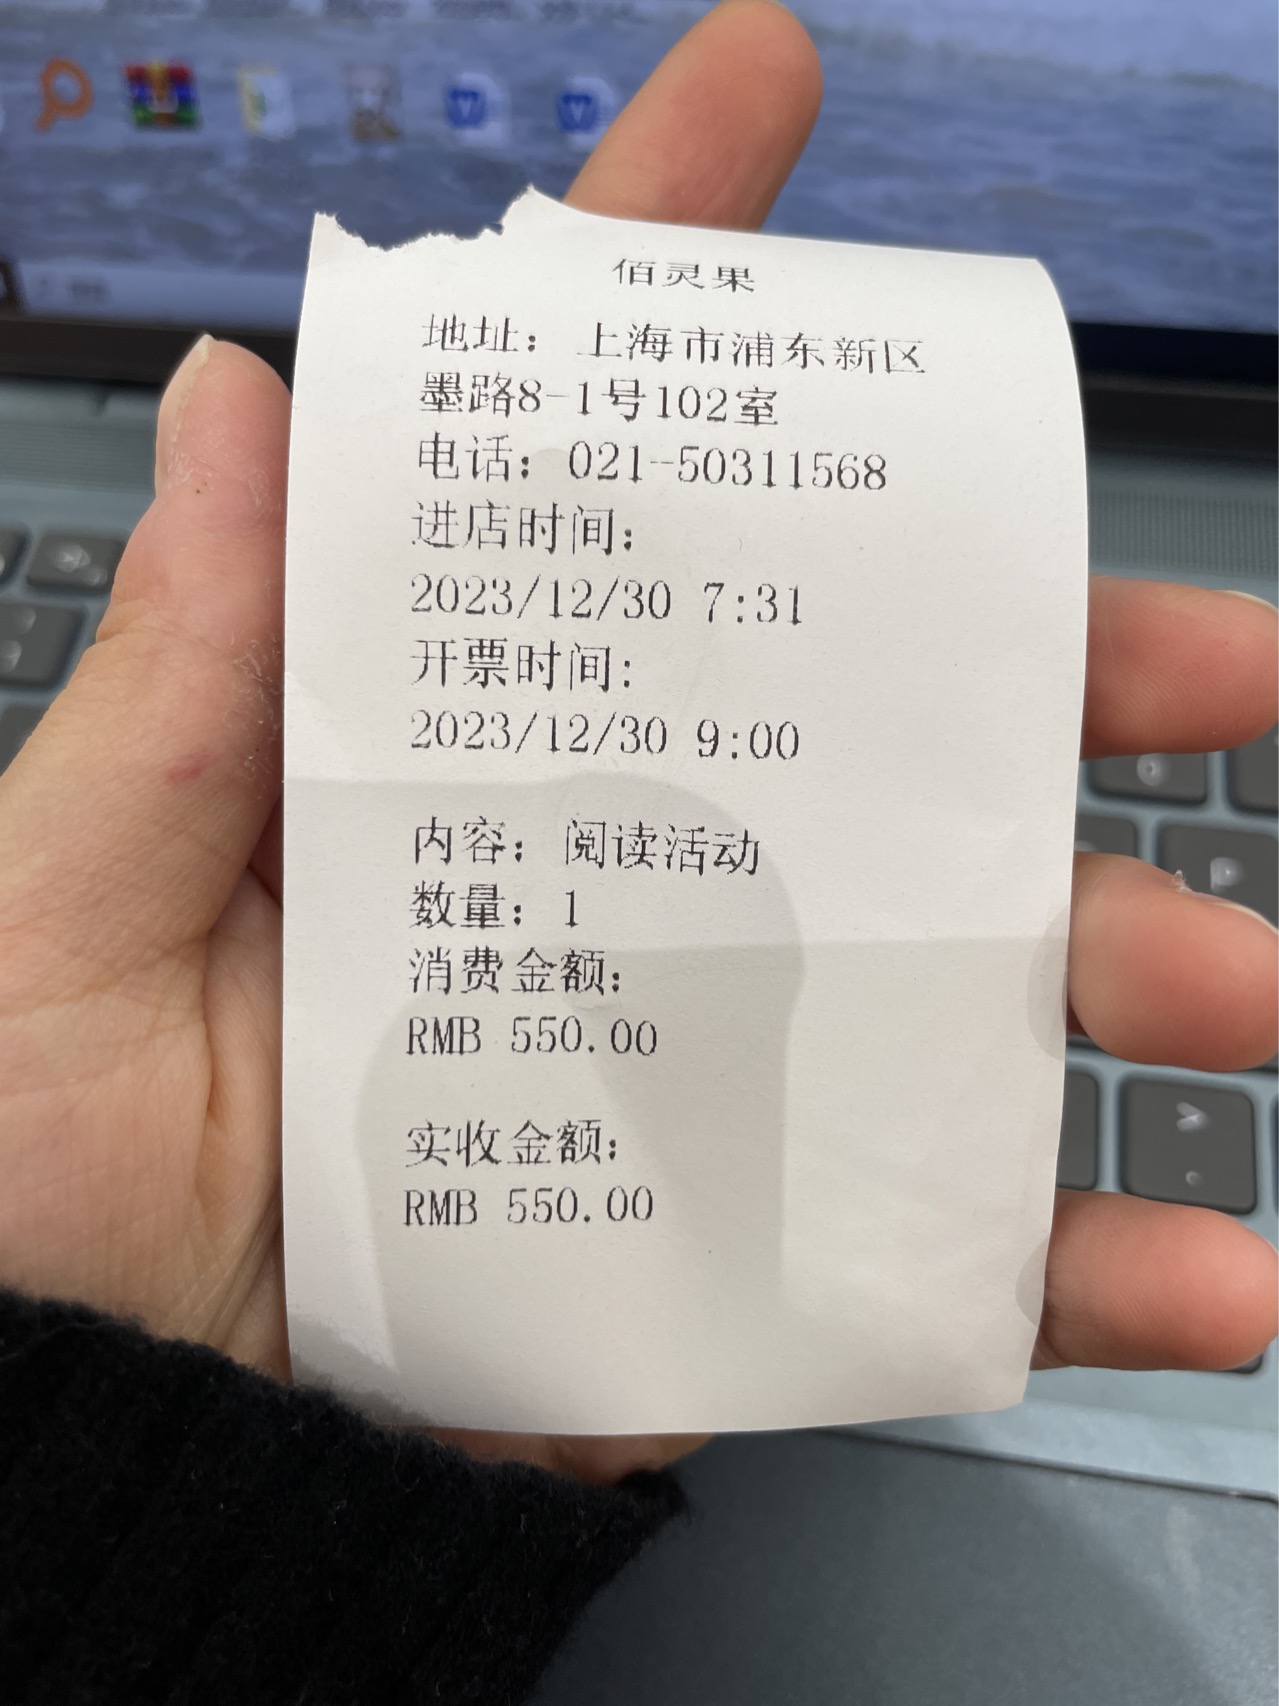 佰灵果
地址：上海市浦东新区
墨路8-1号102室
电话：021-50311568
进店时间：
2023/12/30 7:31
开票时间：
2023/12/30 9:00
内容：阅读活动
数量：1
消费金额：
RMB 550.00
实收金额：
RMB 550.00